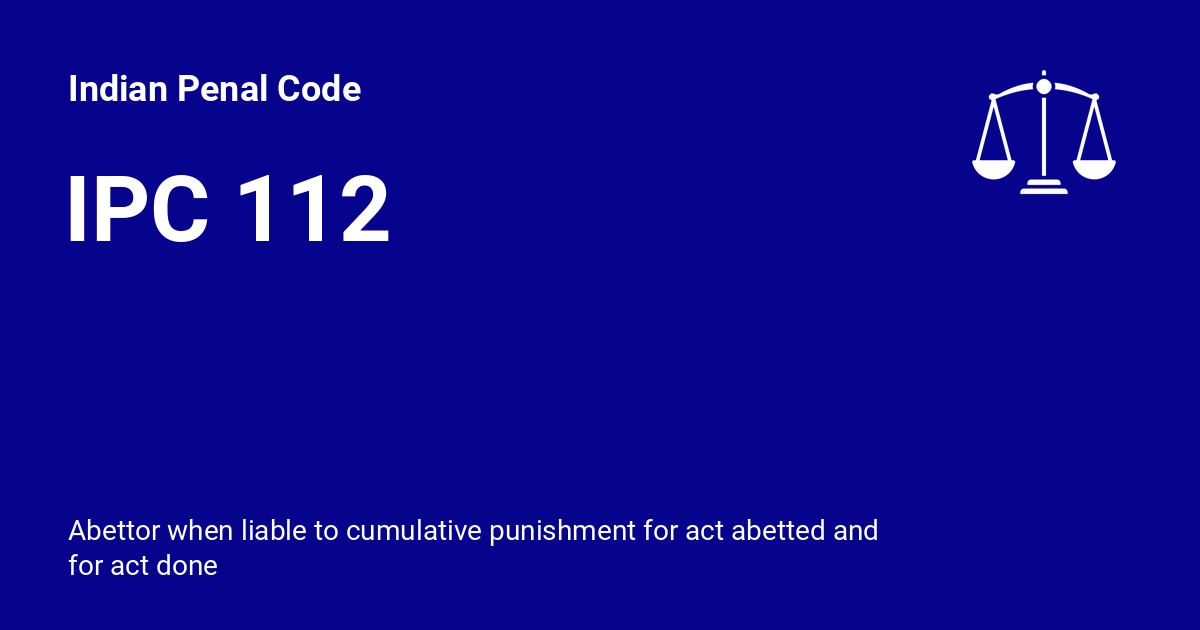 Indian Penal Code
IPC 112
Abettor when liable to cumulative punishment for act abetted and
for act done